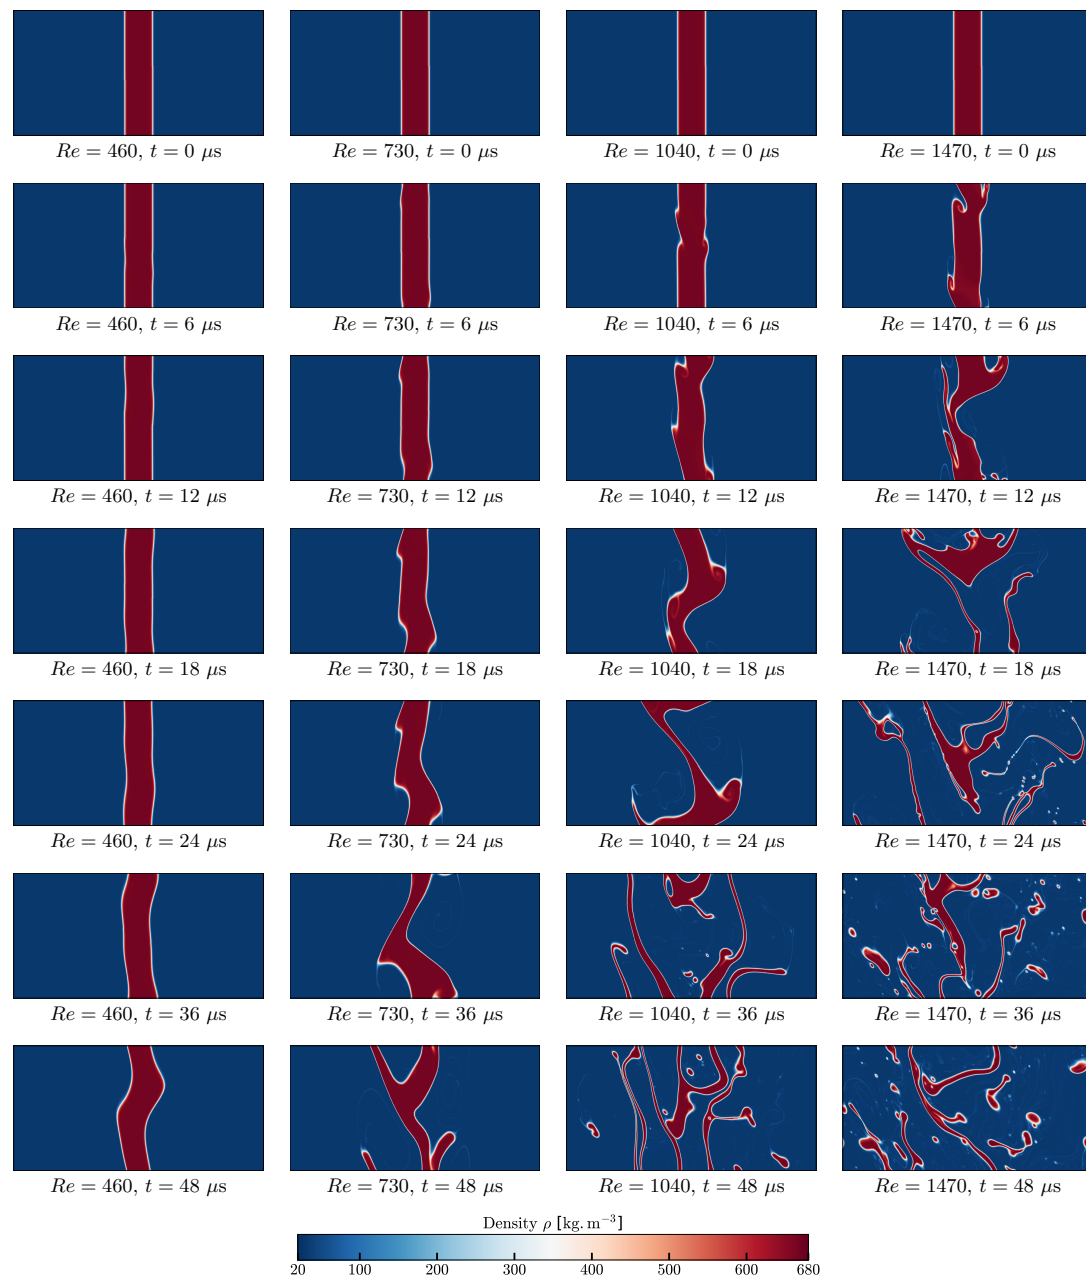 Re = 460, t = 0 μs Re = 730, t = 0 μs Re = 1040, t = 0 μs Re = 1470, t = 0 μs
Re = 460, t = 6 μs Re = 730, t = 6 μs Re = 1040, t = 6 μs Re = 1470, t = 6 μs
Re = 460, t = 12 μs Re = 730, t = 12 μs Re = 1040, t = 12 μs Re = 1470, t = 12 μs
Re = 460, t = 18 μs Re = 730, t = 18 μs Re = 1040, t = 18 μs Re = 1470, t = 18 μs
Re = 460, t = 24 μs Re = 730, t = 24 μs Re = 1040, t = 24 μs Re = 1470, t = 24 μs
Re = 460, t = 36 μs Re = 730, t = 36 μs Re = 1040, t = 36 μs Re = 1470, t = 36 μs
Re = 460, t = 48 μs Re = 730, t = 48 μs Re = 1040, t = 48 μs Re = 1470, t = 48 μs
Density ρ [kg.m⁻³]
20 100 200 300 400 500 600 680